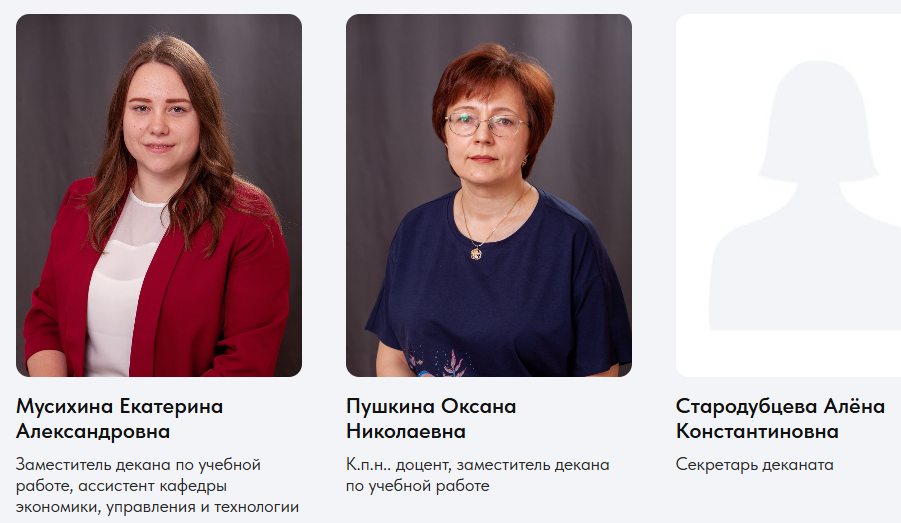 Мусихина Екатерина
Александровна
Заместитель декана по учебной
работе, ассистент кафедры
экономики, управления и технологии
Пушкина Оксана
Николаевна
К.п.н.. доцент, заместитель декана
по учебной работе
Стародубцева Алёна
Константиновна
Секретарь деканата